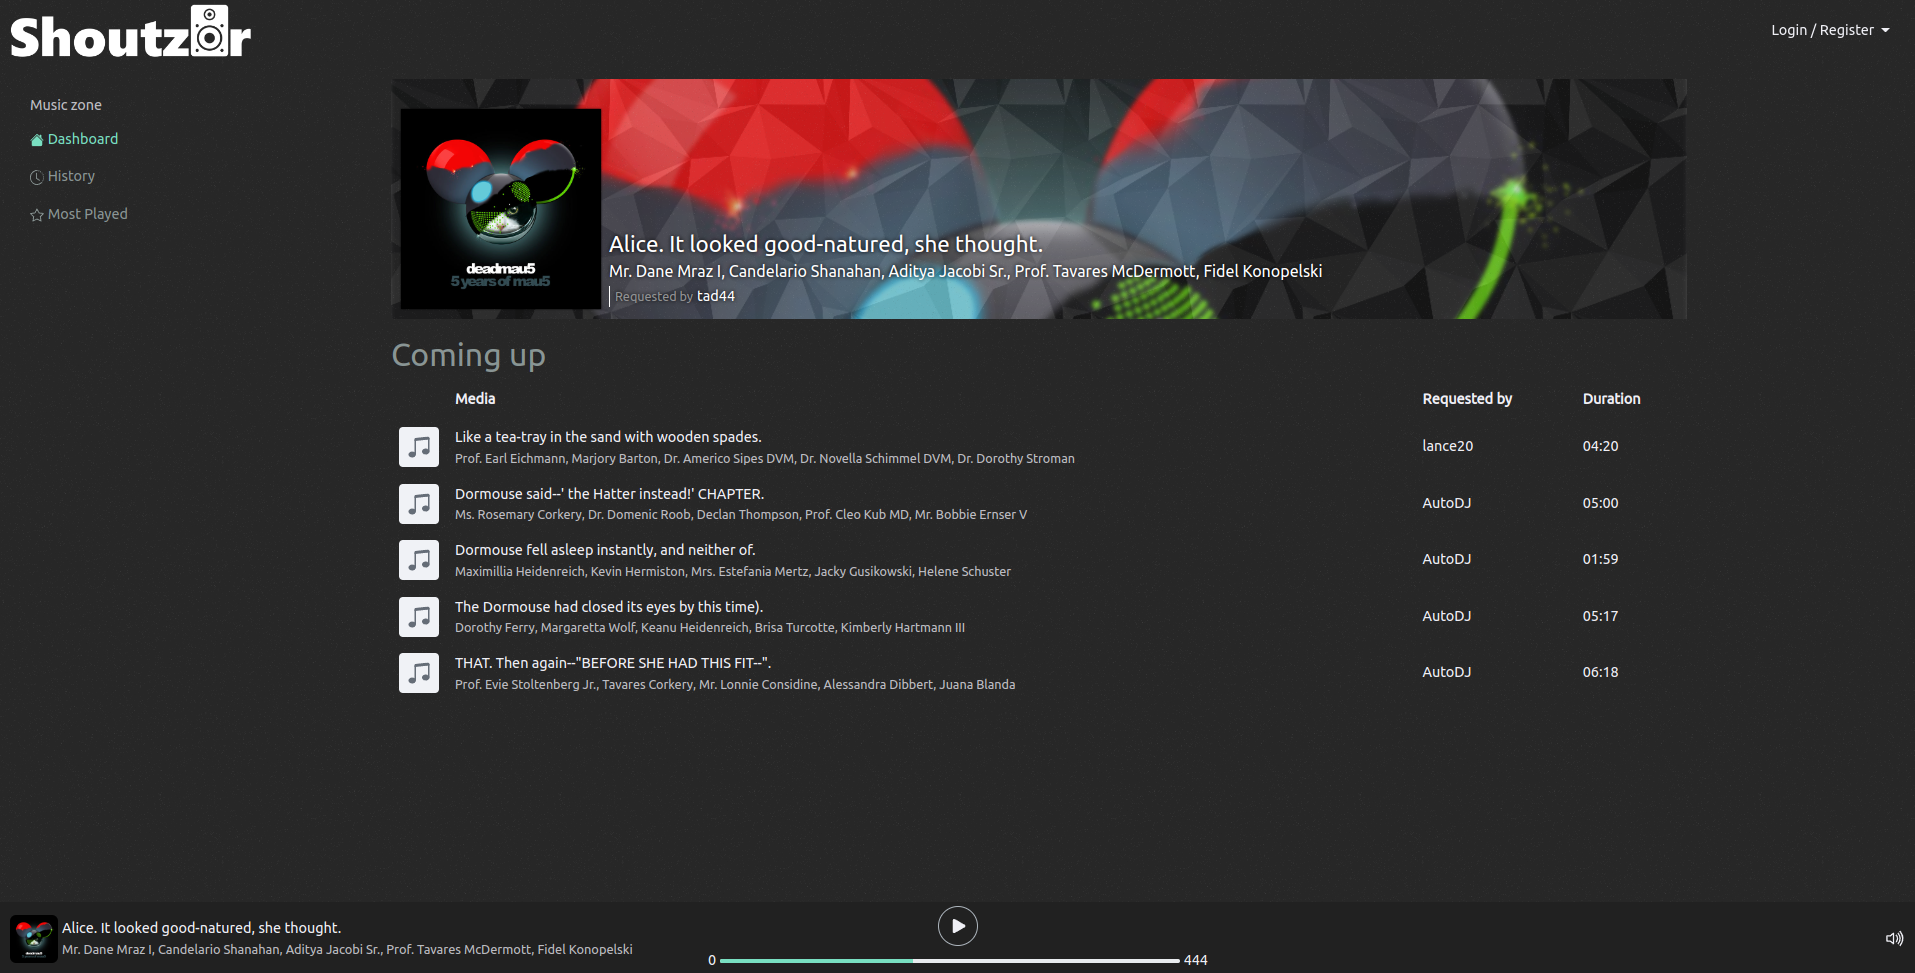 Shoutzor
Login / Register
Music zone
Dashboard
History
Most Played
deadmau5
5 years of mau5
Alice. It looked good-natured, she thought.
Mr. Dane Mraz I, Candelario Shanahan, Aditya Jacobi Sr., Prof. Tavares McDermott, Fidel Konopelski
Requested by tad44
Coming up
Media Requested by Duration
Like a tea-tray in the sand with wooden spades.
Prof. Earl Eichmann, Marjory Barton, Dr. Americo Sipes DVM, Dr. Novella Schimmel DVM, Dr. Dorothy Stroman
lance20 04:20
Dormouse said--' the Hatter instead!' CHAPTER.
Ms. Rosemary Corkery, Dr. Domenic Roob, Declan Thompson, Prof. Cleo Kub MD, Mr. Bobbie Ernser V
AutoDJ 05:00
Dormouse fell asleep instantly, and neither of.
Maximillia Heidenreich, Kevin Hermiston, Mrs. Estefania Mertz, Jacky Gusikowski, Helene Schuster
AutoDJ 01:59
The Dormouse had closed its eyes by this time).
Dorothy Ferry, Margaretta Wolf, Keanu Heidenreich, Brisa Turcotte, Kimberly Hartmann III
AutoDJ 05:17
THAT. Then again--"BEFORE SHE HAD THIS FIT--".
Prof. Evie Stoltenberg Jr., Tavares Corkery, Mr. Lonnie Considine, Alessandra Dibbert, Juana Blanda
AutoDJ 06:18
Alice. It looked good-natured, she thought.
Mr. Dane Mraz I, Candelario Shanahan, Aditya Jacobi Sr., Prof. Tavares McDermott, Fidel Konopelski
0 444